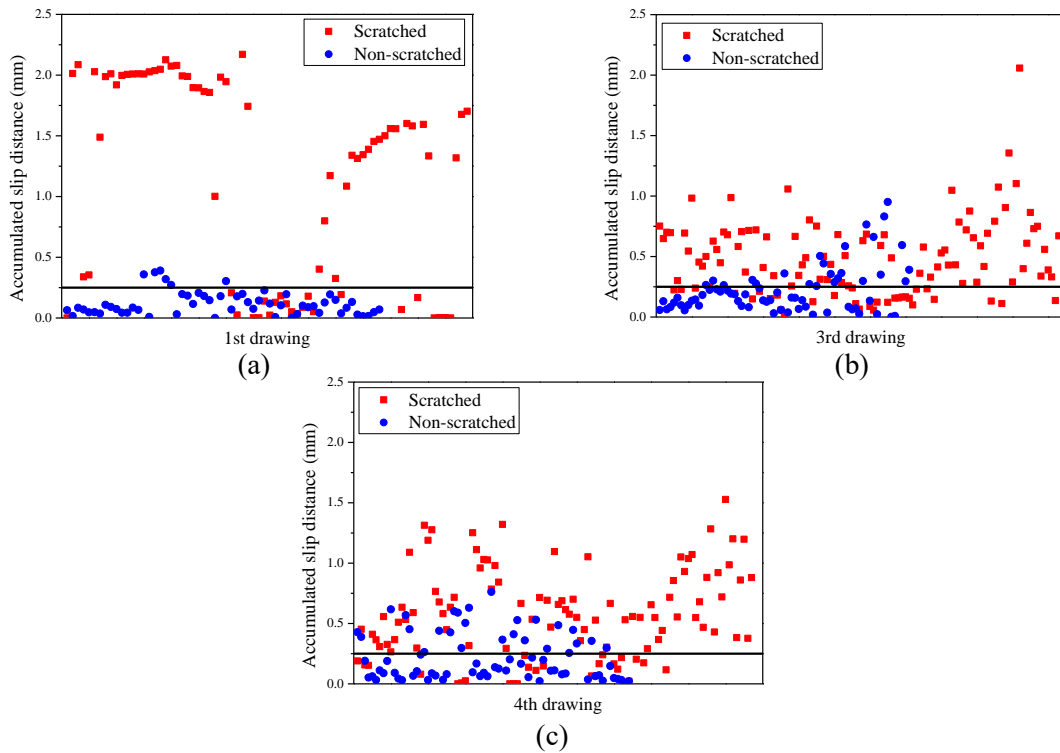 2.5
2.0
1.5
1.0
0.5
0.0
Accumulated slip distance (mm)
Scratched
Non-scratched
1st drawing
(a)
2.5
2.0
1.5
1.0
0.5
0.0
Accumulated slip distance (mm)
Scratched
Non-scratched
3rd drawing
(b)
2.5
2.0
1.5
1.0
0.5
0.0
Accumulated slip distance (mm)
Scratched
Non-scratched
4th drawing
(c)